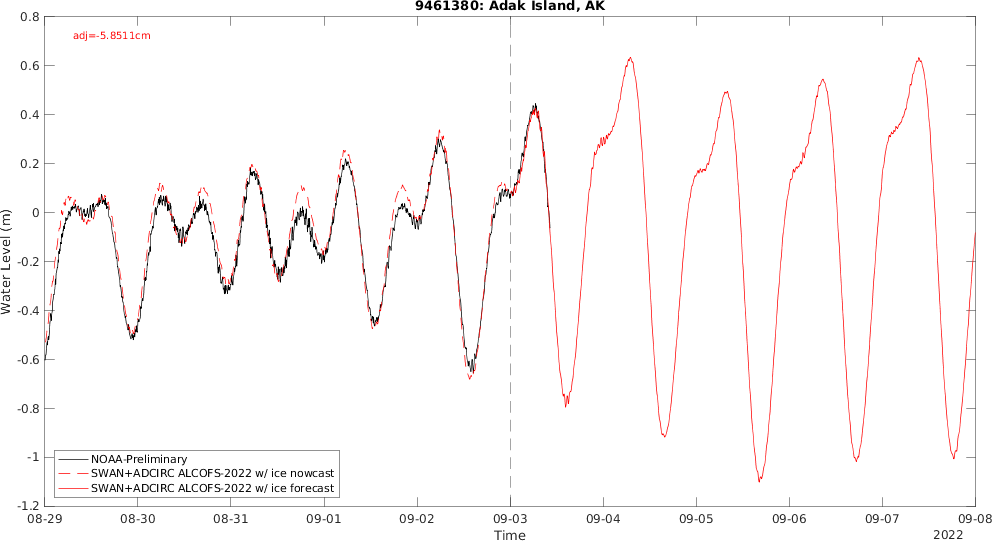 9461380: Adak Island, AK
adj=-5.8511cm
0.8
0.6
0.4
0.2
0
-0.2
-0.4
-0.6
-0.8
-1
-1.2
Water Level (m)
NOAA-Preliminary
SWAN+ADCIRC ALCOFS-2022 w/ ice nowcast
SWAN+ADCIRC ALCOFS-2022 w/ ice forecast
08-29 08-30 08-31 09-01 09-02 09-03 09-04 09-05 09-06 09-07 09-08
Time
2022